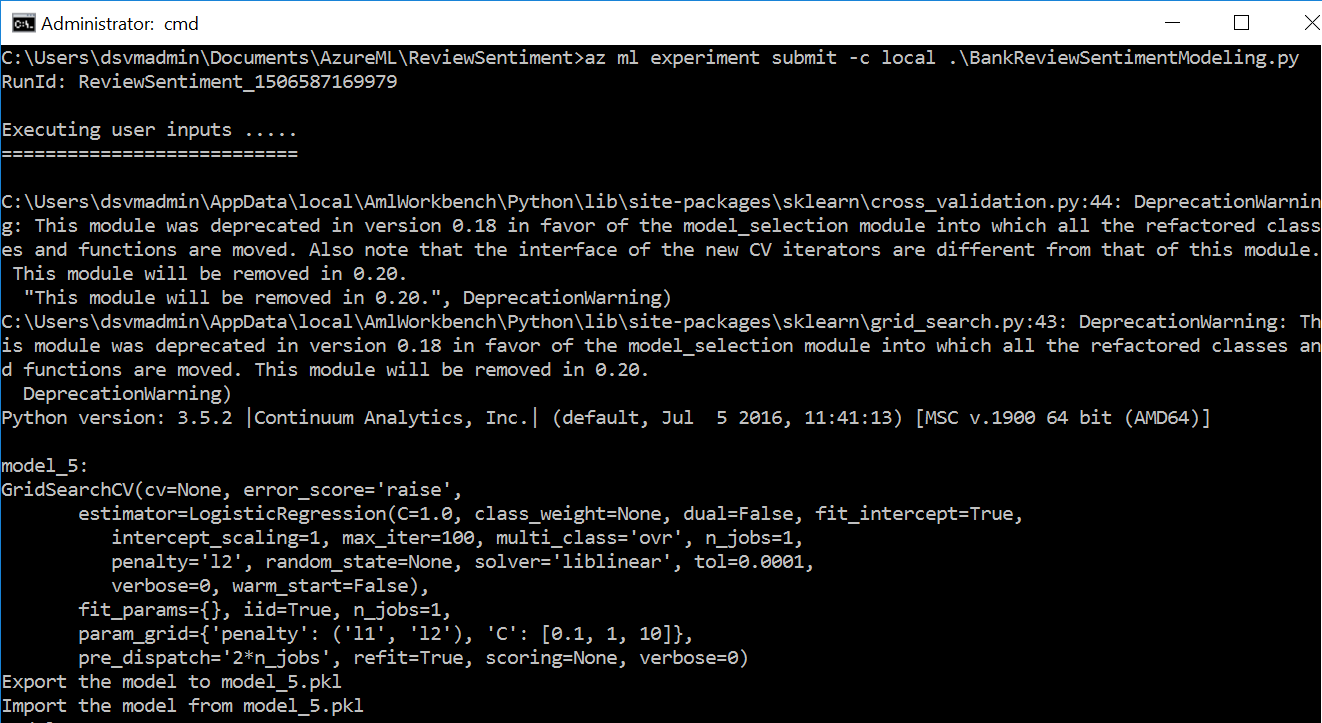 Administrator: cmd
C:\Users\dsvmadmin\Documents\AzureML\ReviewSentiment>az ml experiment submit -c local .\BankReviewSentimentModeling.py
RunId: ReviewSentiment_1506587169979
Executing user inputs .....
===========================
C:\Users\dsvmadmin\AppData\local\AmlWorkbench\Python\lib\site-packages\sklearn\cross_validation.py:44: DeprecationWarnin
g: This module was deprecated in version 0.18 in favor of the model_selection module into which all the refactored class
es and functions are moved. Also note that the interface of the new CV iterators are different from that of this module.
 This module will be removed in 0.20.
  "This module will be removed in 0.20.", DeprecationWarning)
C:\Users\dsvmadmin\AppData\local\AmlWorkbench\Python\lib\site-packages\sklearn\grid_search.py:43: DeprecationWarning: Th
is module was deprecated in version 0.18 in favor of the model_selection module into which all the refactored classes an
d functions are moved. This module will be removed in 0.20.
  DeprecationWarning)
Python version: 3.5.2 |Continuum Analytics, Inc.| (default, Jul  5 2016, 11:41:13) [MSC v.1900 64 bit (AMD64)]
model_5:
GridSearchCV(cv=None, error_score='raise',
       estimator=LogisticRegression(C=1.0, class_weight=None, dual=False, fit_intercept=True,
          intercept_scaling=1, max_iter=100, multi_class='ovr', n_jobs=1,
          penalty='l2', random_state=None, solver='liblinear', tol=0.0001,
          verbose=0, warm_start=False),
       fit_params={}, iid=True, n_jobs=1,
       param_grid={'penalty': ('l1', 'l2'), 'C': [0.1, 1, 10]},
       pre_dispatch='2*n_jobs', refit=True, scoring=None, verbose=0)
Export the model to model_5.pkl
Import the model from model_5.pkl